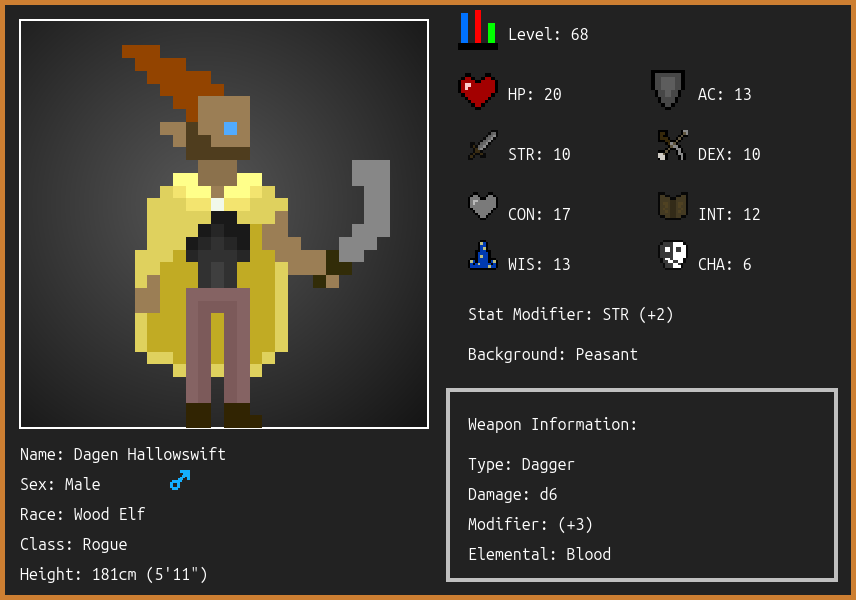 Level: 68
HP: 20
AC: 13
STR: 10
DEX: 10
CON: 17
INT: 12
WIS: 13
CHA: 6
Stat Modifier: STR (+2)
Background: Peasant
Weapon Information:
Type: Dagger
Damage: d6
Modifier: (+3)
Elemental: Blood
Name: Dagen Hallowswift
Sex: Male
Race: Wood Elf
Class: Rogue
Height: 181cm (5'11")